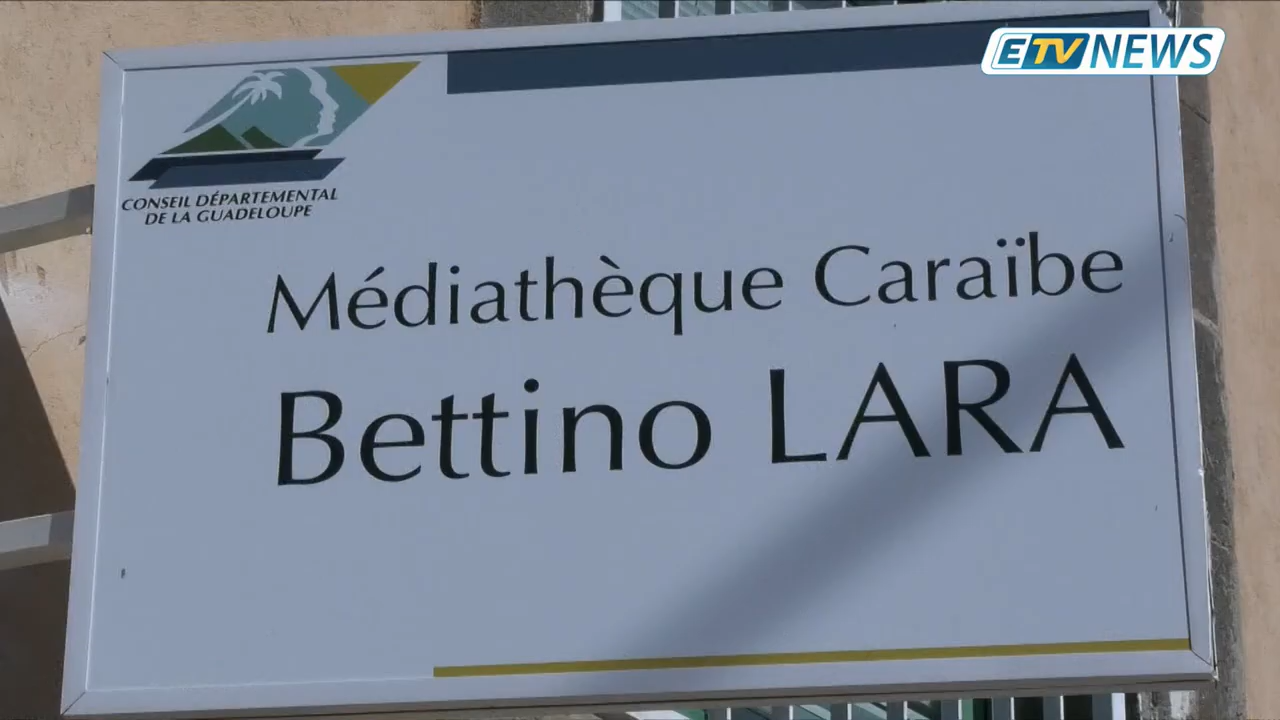 ETV NEWS
CONSEIL DÉPARTEMENTAL
DE LA GUADELOUPE
Médiathèque Caraïbe
Bettino LARA